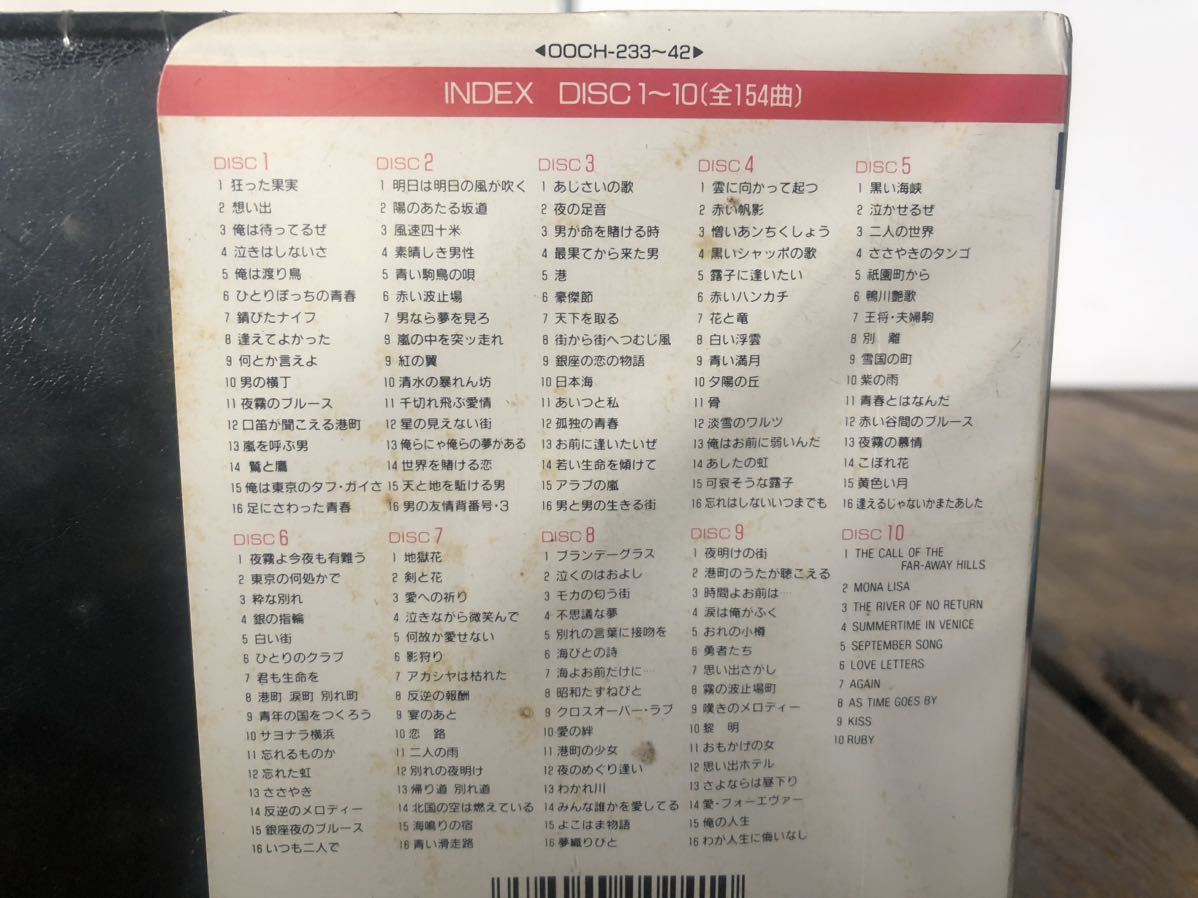 ◀OOCH-233~42▶
INDEX DISC 1~10(全154曲)
DISC 1
1 狂った果実
2 想い出
3 俺は待ってるぜ
4 泣きはしないさ
5 俺は渡り鳥
6 ひとりぼっちの青春
7 錆びたナイフ
8 逢えてよかった
9 何とか言えよ
10 男の横丁
11 夜霧のブルース
12 口笛が聞こえる港町
13 嵐を呼ぶ男
14 鷲と鷹
15 俺は東京のタフ・ガイさ
16 足にさわった青春
DISC 2
1 明日は明日の風が吹く
2 陽のあたる坂道
3 風速四十米
4 素晴しき男性
5 青い駒鳥の唄
6 赤い波止場
7 男なら夢を見ろ
9 嵐の中を突ッ走れ
9 紅の翼
10 清水の暴れん坊
11 千切れ飛ぶ愛情
12 星の見えない街
13 俺らにゃ俺らの夢がある
14 世界を賭ける恋
15 天と地を駈ける男
16 男の友情背番号・3
DISC 3
1 あじさいの歌
2 夜の足音
3 男が命を賭ける時
4 最果てから来た男
5 港
6 豪傑節
7 天下を取る
8 街から街へつむじ風
9 銀座の恋の物語
10 日本海
11 あいつと私
12 孤独の青春
13 お前に逢いたいぜ
14 若い生命を傾けて
15 アラブの嵐
16 男と男の生きる街
DISC 4
1 雲に向かって起つ
2 赤い帆影
3 憎いあンちくしょう
4 黒いシャッポの歌
5 露子に逢いたい
6 赤いハンカチ
7 花と竜
8 白い浮雲
9 青い満月
10 夕陽の丘
11 骨
12 淡雪のワルツ
13 俺はお前に弱いんだ
14 あしたの虹
15 可哀そうな露子
16 忘れはしないいつまでも
DISC 5
1 黒い海峡
2 泣かせるぜ
3 二人の世界
4 ささやきのタンゴ
5 祇園町から
6 鴨川艶歌
7 王将・夫婦駒
8 別 離
9 雪国の町
10 紫の雨
11 青春とはなんだ
12 赤い谷間のブルース
13 夜霧の慕情
14 こぼれ花
15 黄色い月
16 逢えるじゃないかまたあした
DISC 6
1 夜霧よ今夜も有難う
2 東京の何処かで
3 粋な別れ
4 銀の指輪
5 白い街
6 ひとりのクラブ
7 君も生命を
8 港町 涙町 別れ町
9 青年の国をつくろう
10 サヨナラ横浜
11 忘れるものか
12 忘れた虹
13 ささやき
14 反逆のメロディー
15 銀座夜のブルース
16 いつも二人で
DISC 7
1 地獄花
2 剣と花
3 愛への祈り
4 泣きながら微笑んで
5 何故か愛せない
6 影狩り
7 アカシヤは枯れた
8 反逆の報酬
9 宴のあと
10 恋 路
11 二人の雨
12 別れの夜明け
13 帰り道 別れ道
14 北国の空は燃えている
15 海鳴りの宿
16 青い滑走路
DISC 8
1 ブランデーグラス
2 泣くのはおよし
3 モカの匂う街
4 不思議な夢
5 別れの言葉に接吻を
6 海びとの詩
7 海よお前だけに…
8 昭和たずねびと
9 クロスオーバー・ラブ
10 愛の絆
11 港町の少女
12 夜のめぐり逢い
13 わかれ川
14 みんな誰かを愛してる
15 よこはま物語
16 夢織りびと
DISC 9
1 夜明けの街
2 港町のうたが聴こえる
3 時間よお前は…
4 涙は俺がふく
5 おれの小樽
6 勇者たち
7 思い出さかし
8 霧の波止場町
9 嘆きのメロディー
10 黎 明
11 おもかげの女
12 思い出ホテル
13 さよならは昼下り
14 愛・フォーエヴァー
15 俺の人生
16 わが人生に悔いなし
DISC 10
1 THE CALL OF THE
FAR-AWAY HILLS
2 MONA LISA
3 THE RIVER OF NO RETURN
4 SUMMERTIME IN VENICE
5 SEPTEMBER SONG
6 LOVE LETTERS
7 AGAIN
8 AS TIME GOES BY
9 KISS
10 RUBY